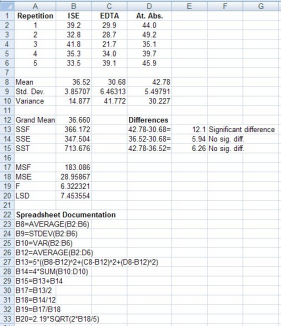 A B C D E F G
1 Repetition ISE EDTA At. Abs.
2 1 39.2 29.9 44.0
3 2 32.8 28.7 49.2
4 3 41.8 21.7 35.1
5 4 35.3 34.0 39.7
6 5 33.5 39.1 45.9
7
8 Mean 36.52 30.68 42.78
9 Std. Dev. 3.85707 6.46313 5.49791
10 Variance 14.877 41.772 30.227
11
12 Grand Mean 36.660 Differences
13 SSF 366.172 42.78-30.68= 12.1 Significant difference
14 SSE 347.504 36.52-30.68= 5.94 No sig. diff.
15 SST 713.676 42.78-36.52= 6.26 No sig. diff.
16
17 MSF 183.086
18 MSE 28.95867
19 F 6.322321
20 LSD 7.453554
21
22 Spreadsheet Documentation
23 B8=AVERAGE(B2:B6)
24 B9=STDEV(B2:B6)
25 B10=VAR(B2:B6)
26 B12=AVERAGE(B2:D6)
27 B13=5*((B8-B12)^2+(C8-B12)^2+(D8-B12)^2)
28 B14=4*SUM(B10:D10)
29 B15=B13+B14
30 B17=B13/2
31 B18=B14/12
32 B19=B17/B18
33 B20=2.19*SQRT(2*B18/5)